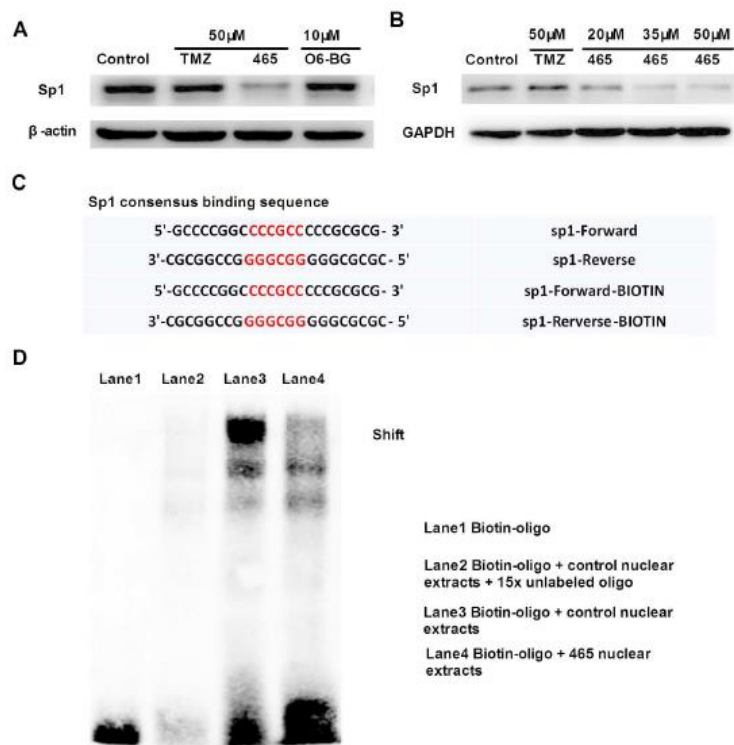 A
50μM 10μM
Control TMZ 465 O6-BG
Sp1
β-actin
B
50μM 20μM 35μM 50μM
Control TMZ 465 465 465
Sp1
GAPDH
C
Sp1 consensus binding sequence
5'-GCCCCGGCCCCGCCCCCGCGCG- 3' sp1-Forward
3'-CGCGGCCGGGGCGGGGGCGCGC- 5' sp1-Reverse
5'-GCCCCGGCCCCGCCCCCGCGCG- 3' sp1-Forward-BIOTIN
3'-CGCGGCCGGGGCGGGGGCGCGC- 5' sp1-Rerverse-BIOTIN
D
Lane1 Lane2 Lane3 Lane4
Shift
Lane1 Biotin-oligo
Lane2 Biotin-oligo + control nuclear
extracts + 15x unlabeled oligo
Lane3 Biotin-oligo + control nuclear
extracts
Lane4 Biotin-oligo + 465 nuclear
extracts